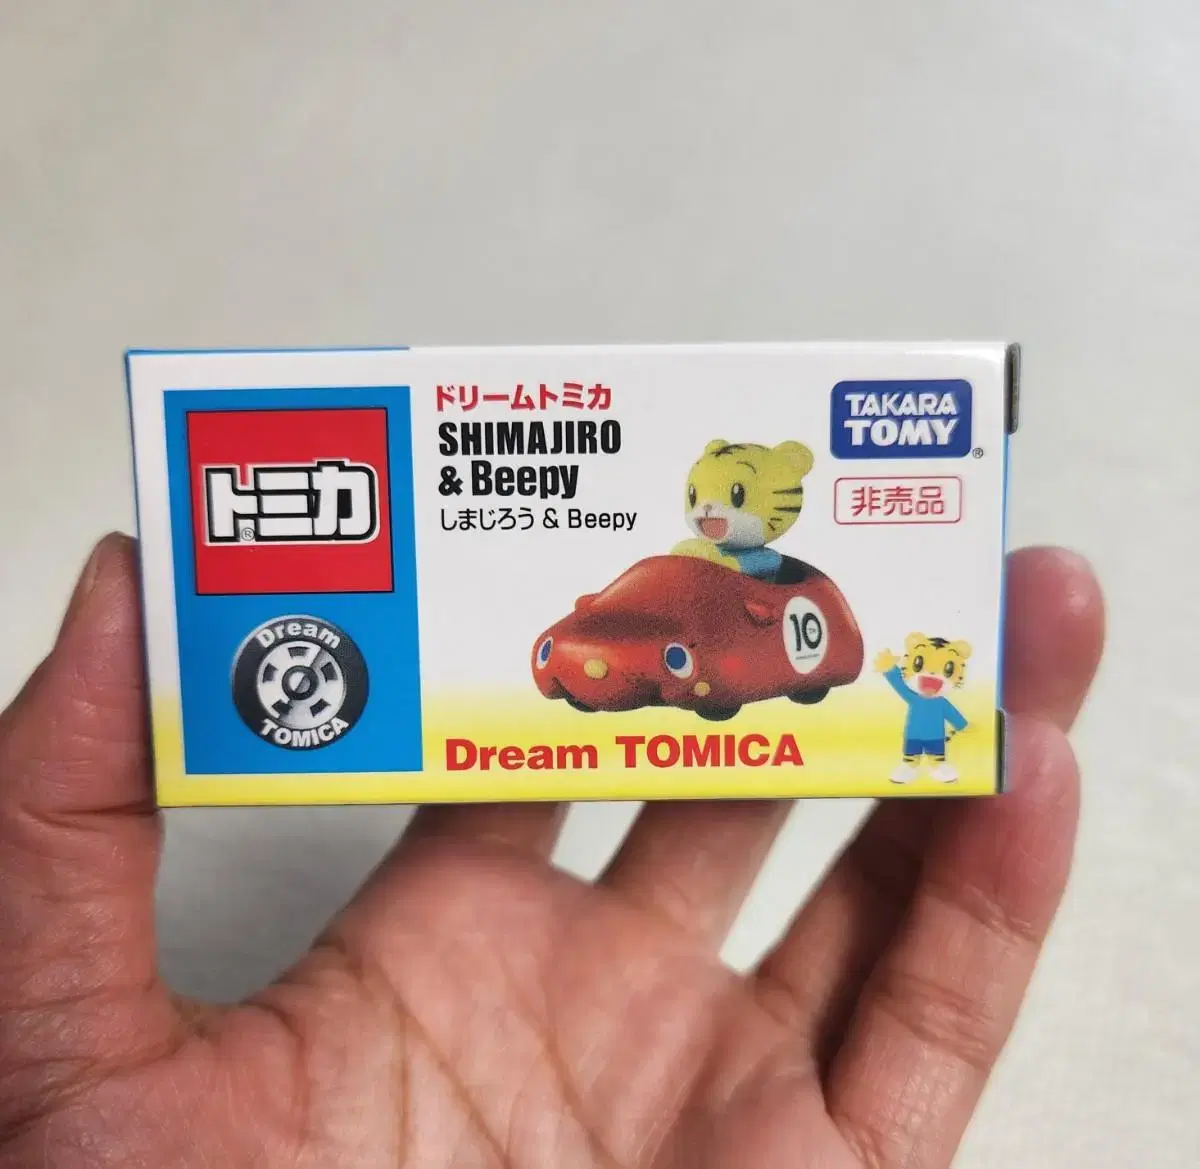 トミカ
®
Dream
TOMICA
ドリームトミカ
SHIMAJIRO
& Beepy
しまじろう & Beepy
TAKARA
TOMY
®
非売品
10
Dream TOMICA